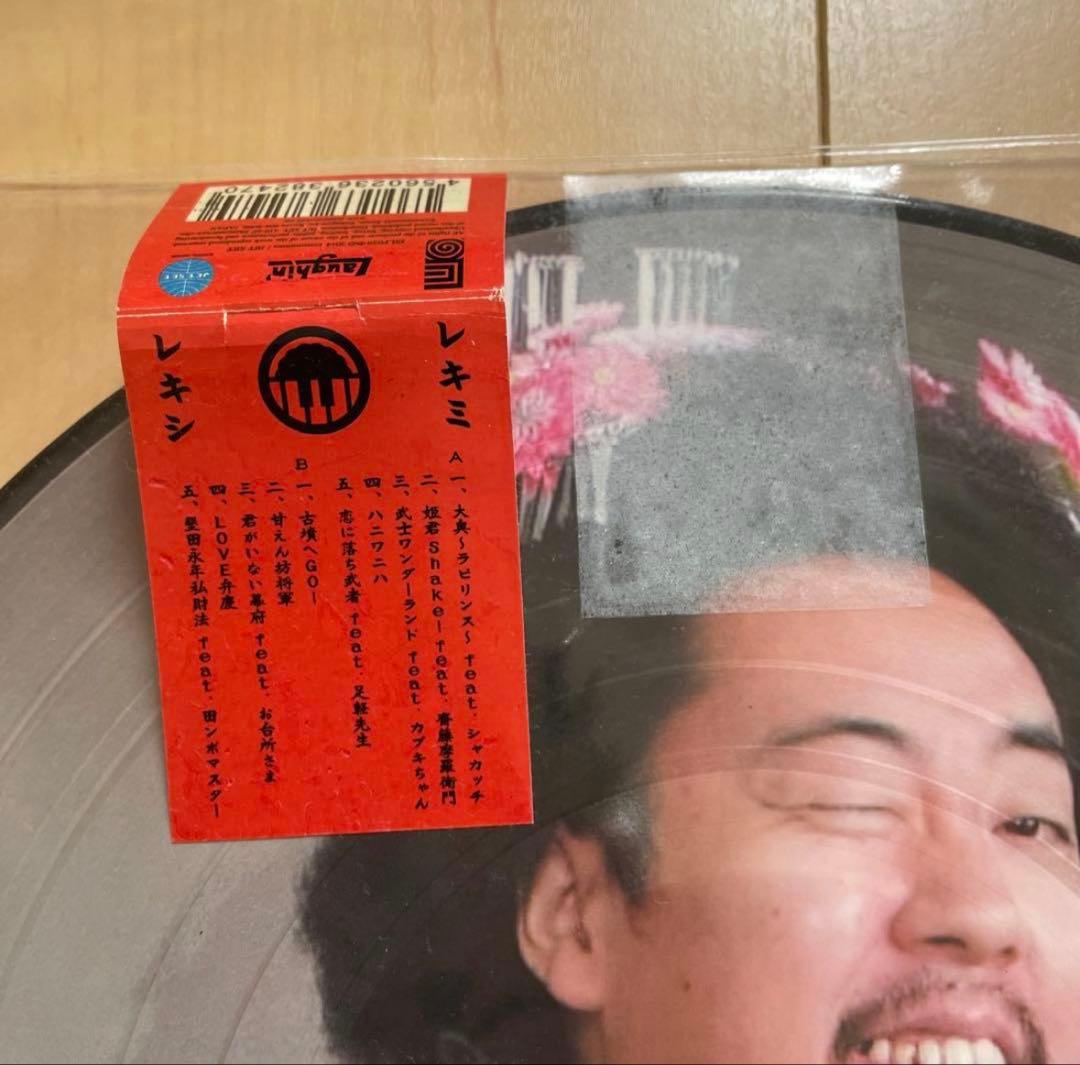 4560236382470
JET SET
Laughin'
レキミ
レキシ
A
一、大奥〜ラビリンス〜 feat. シャカッチ
二、姫君Shake! feat. 齋藤摩羅衛門
三、武士ワンダーランド feat. カブキちゃん
四、ハニワニハ
五、恋に落ち武者 feat. 足軽先生
B
一、古墳へGO!
二、甘えん坊将軍
三、君がいない幕府 feat. お台所さま
四、LOVE弁慶
五、墾田永年私財法 feat. 田ンボマスター